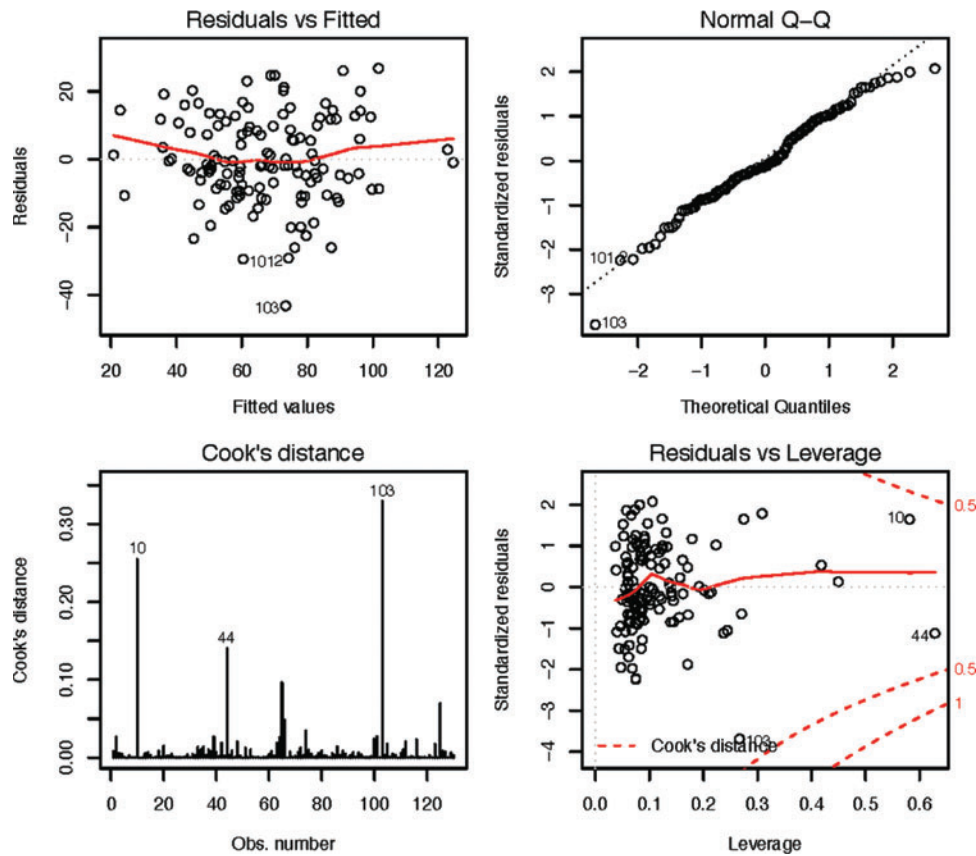 Residuals vs Fitted
Residuals
20
0
−20
−40
1012
103
20 40 60 80 100 120
Fitted values
Normal Q−Q
Standardized residuals
2
1
0
−1
−2
−3
103
−2 −1 0 1 2
Theoretical Quantiles
Cook's distance
Cook's distance
0.30
0.20
0.10
0.00
10
44
103
0 20 40 60 80 100 120
Obs. number
Residuals vs Leverage
Standardized residuals
2
1
0
−1
−2
−3
−4
10
44
103
0.5
0.5
1
Cook's distance
0.0 0.1 0.2 0.3 0.4 0.5 0.6
Leverage